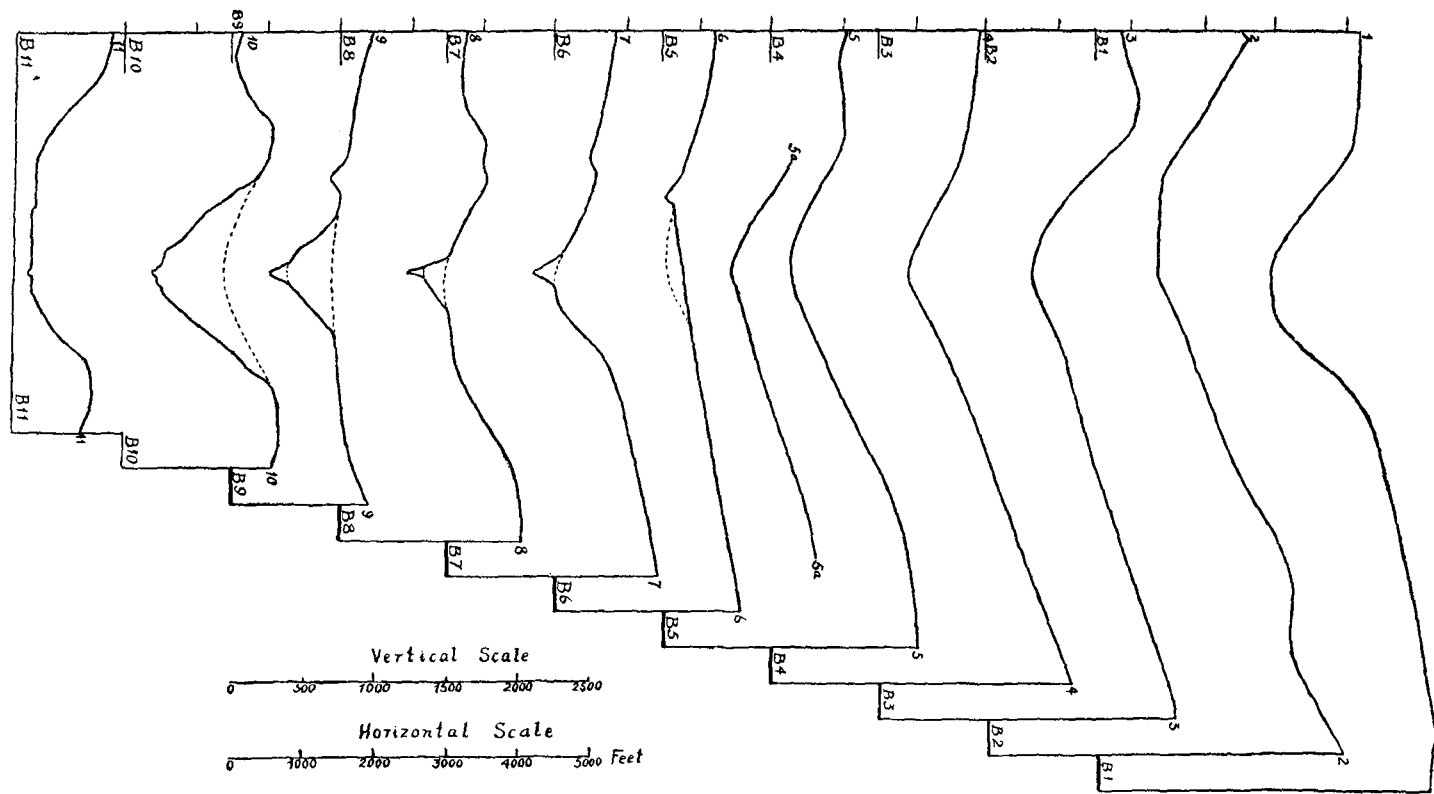 B11 11 B10 B9 10 B8 9 B7 8 B6 7 B5 6 B4 5 B3 4 B2 B1 3 2 1
5a
B11 11
B10 10
B9 9
B8 8
5a
B7 7
B6 6
B5 5
B4 4
B3 3
B2 2
B1
Vertical Scale
0 500 1000 1500 2000 2500
Horizontal Scale
0 1000 2000 3000 4000 5000 Feet